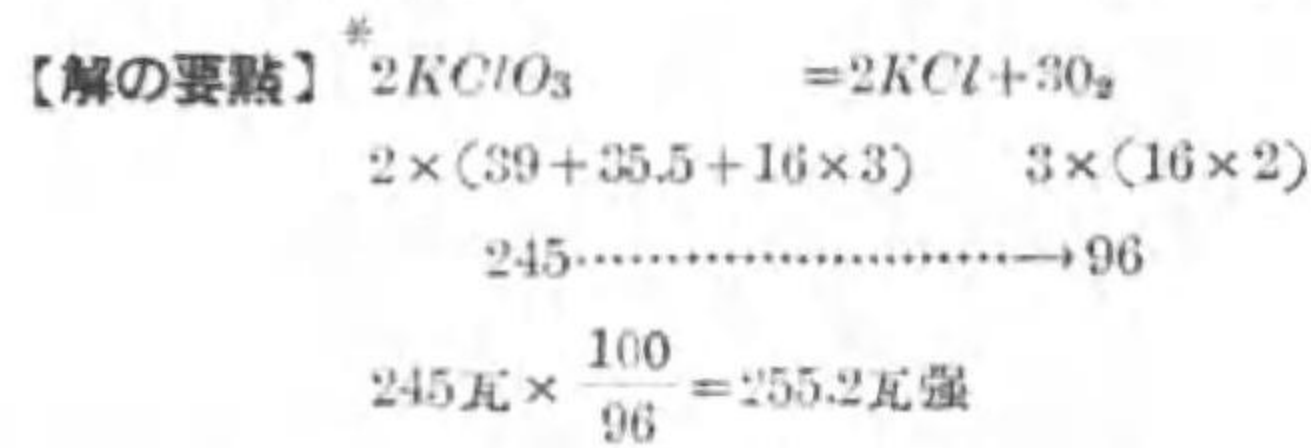 【解の要點】 *2KClO₃ =2KCl+3O₂
2×(39+35.5+16×3) 3×(16×2)
245……………………→96
245瓦× 100/96 =255.2瓦強